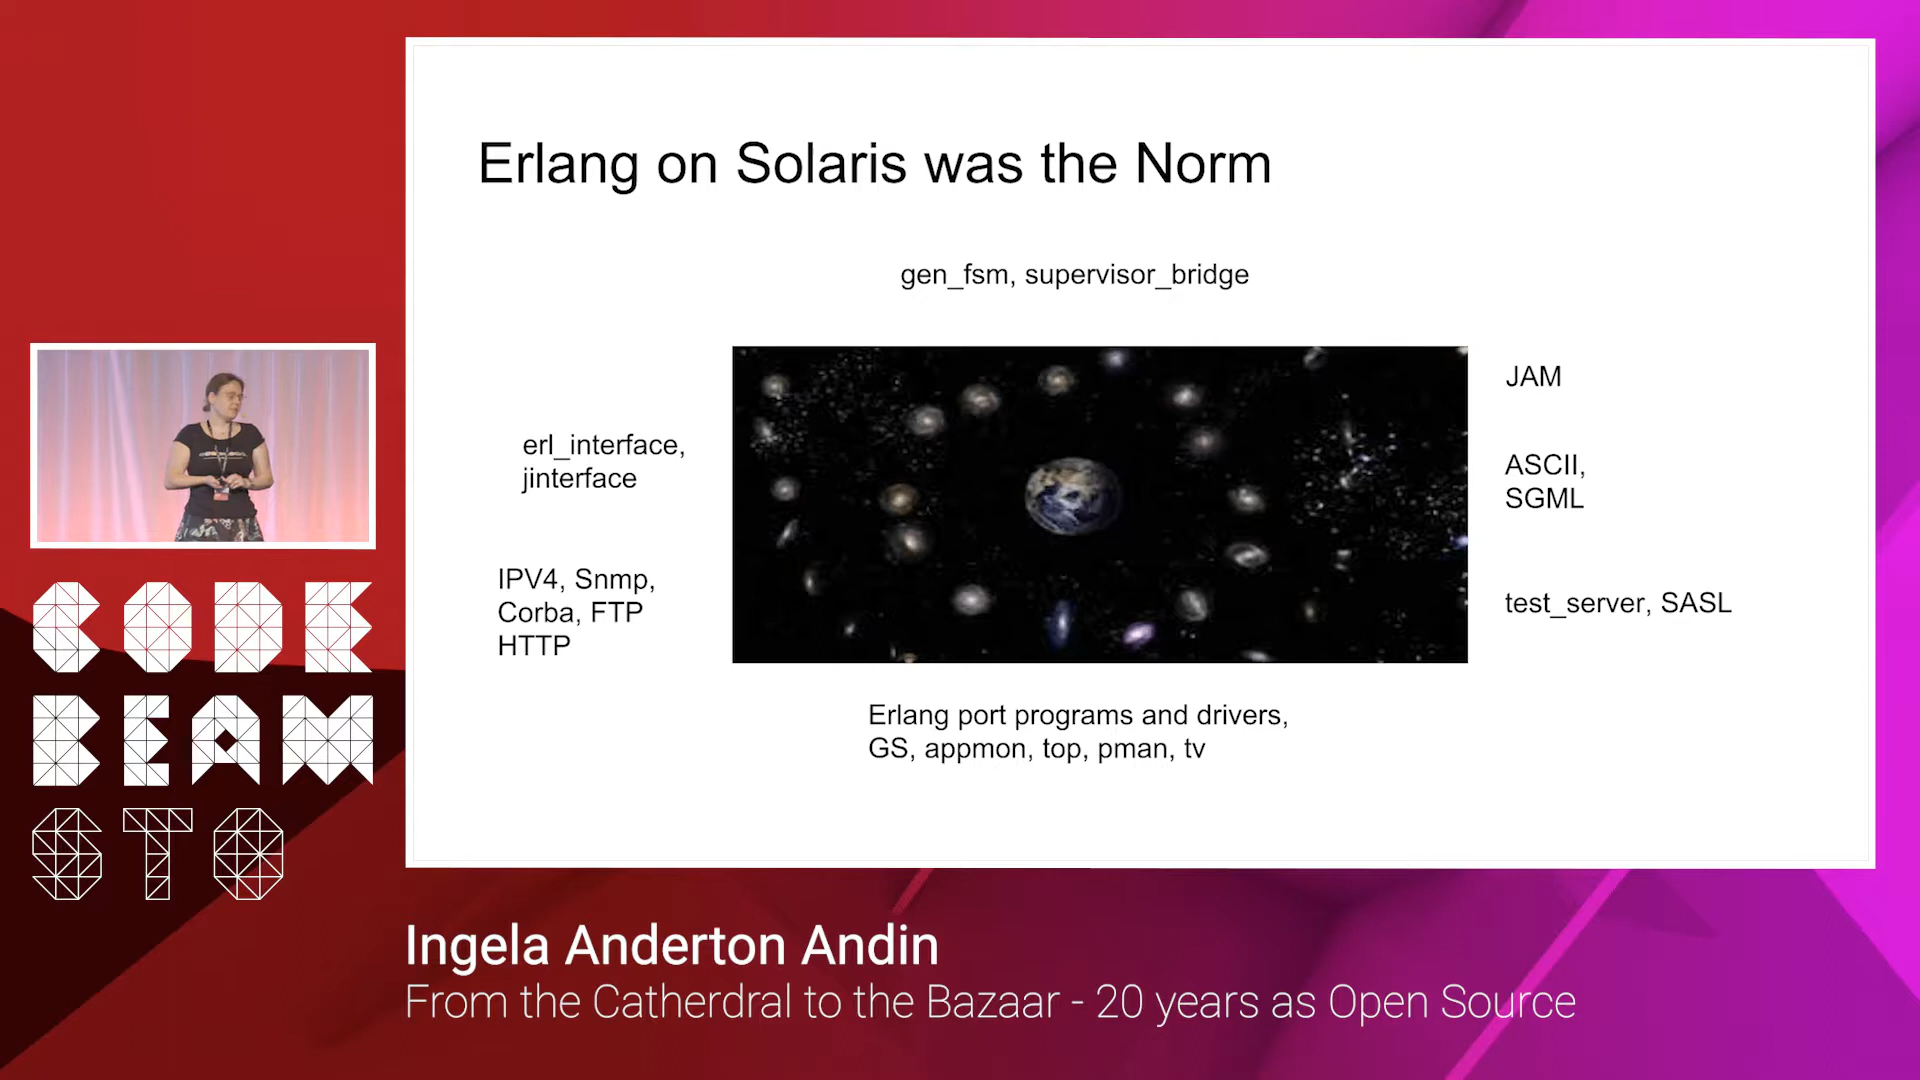 Erlang on Solaris was the Norm
gen_fsm, supervisor_bridge
JAM
erl_interface,
jinterface
ASCII,
SGML
IPV4, Snmp,
Corba, FTP
HTTP
test_server, SASL
Erlang port programs and drivers,
GS, appmon, top, pman, tv
CODE
BEAM
STO
Ingela Anderton Andin
From the Catherdral to the Bazaar - 20 years as Open Source